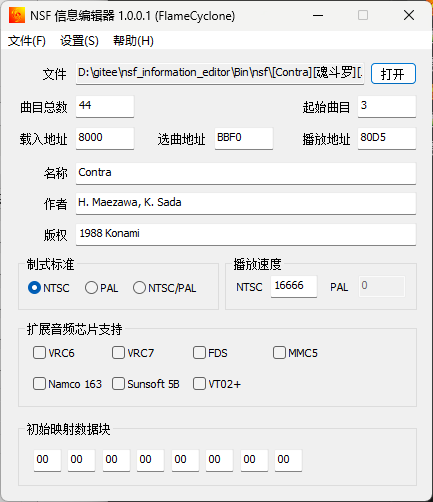 NSF 信息编辑器 1.0.0.1 (FlameCyclone)
文件(F) 设置(S) 帮助(H)
文件 D:\gitee\nsf_information_editor\Bin\nsf\[Contra][魂斗罗][. 打开
曲目总数 44 起始曲目 3
载入地址 8000 选曲地址 BBF0 播放地址 80D5
名称 Contra
作者 H. Maezawa, K. Sada
版权 1988 Konami
制式标准 播放速度
NTSC PAL NTSC/PAL NTSC 16666 PAL 0
扩展音频芯片支持
VRC6 VRC7 FDS MMC5
Namco 163 Sunsoft 5B VT02+
初始映射数据块
00 00 00 00 00 00 00 00